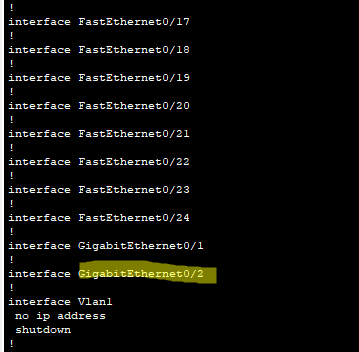 !
interface FastEthernet0/17
!
interface FastEthernet0/18
!
interface FastEthernet0/19
!
interface FastEthernet0/20
!
interface FastEthernet0/21
!
interface FastEthernet0/22
!
interface FastEthernet0/23
!
interface FastEthernet0/24
!
interface GigabitEthernet0/1
!
interface GigabitEthernet0/2
!
interface Vlan1
 no ip address
 shutdown
!